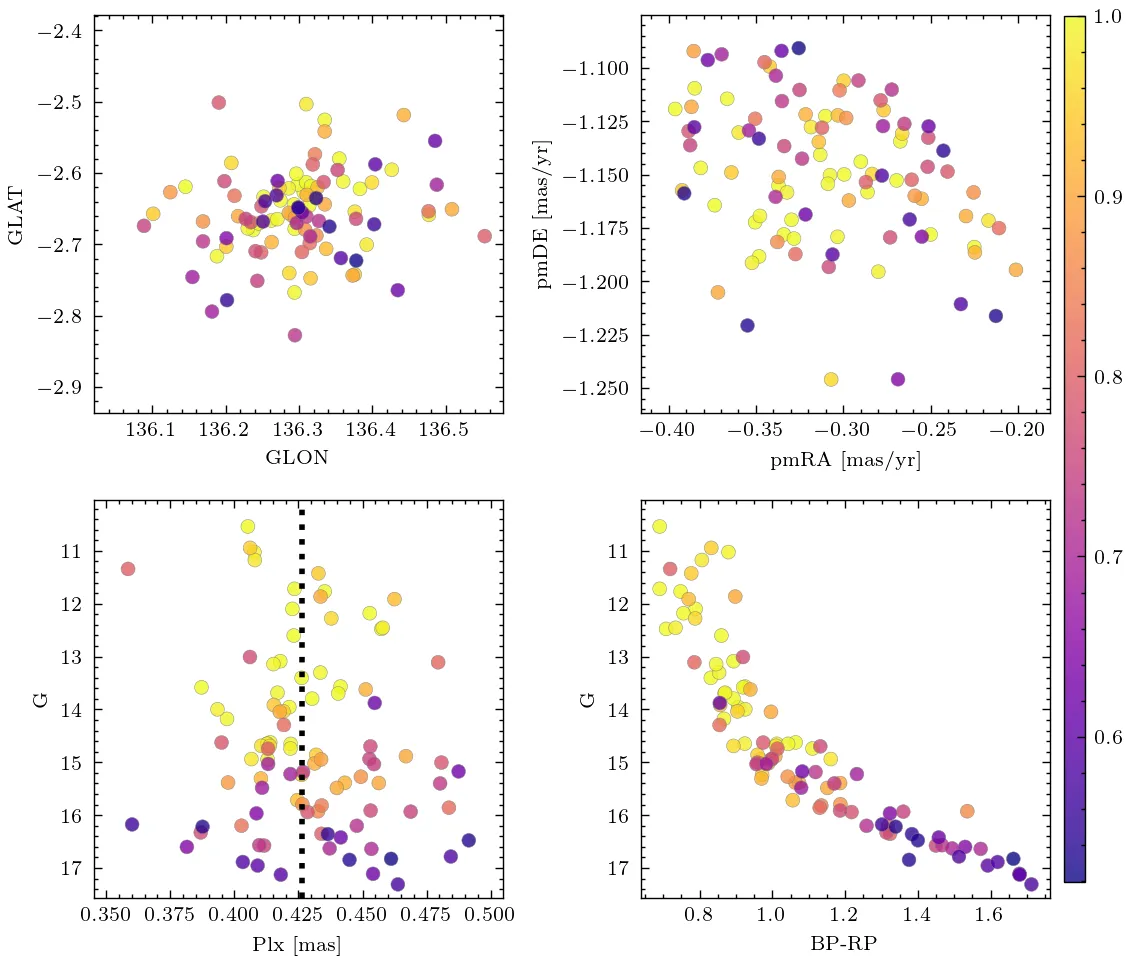 −2.4
−2.5
−2.6
−2.7
−2.8
−2.9
GLAT
136.1 136.2 136.3 136.4 136.5
GLON
−1.100
−1.125
−1.150
−1.175
−1.200
−1.225
−1.250
pmDE [mas/yr]
−0.40 −0.35 −0.30 −0.25 −0.20
pmRA [mas/yr]
1.0
0.9
0.8
0.7
0.6
11
12
13
14
15
16
17
G
0.350 0.375 0.400 0.425 0.450 0.475 0.500
Plx [mas]
11
12
13
14
15
16
17
G
0.8 1.0 1.2 1.4 1.6
BP-RP